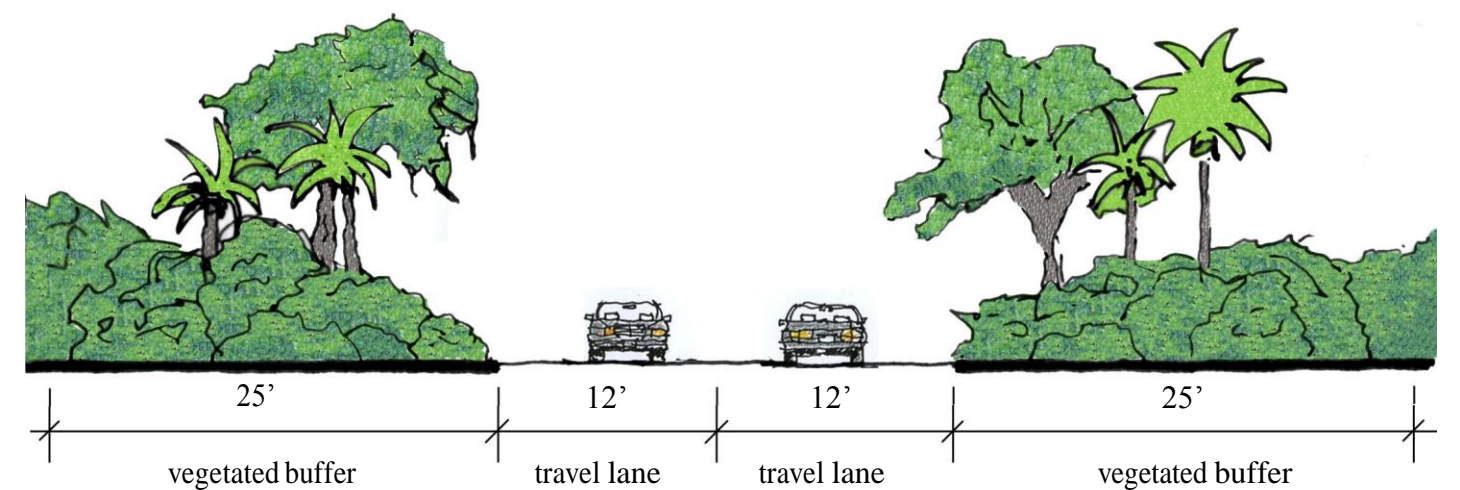 25’ 12’ 12’ 25’
vegetated buffer travel lane travel lane vegetated buffer